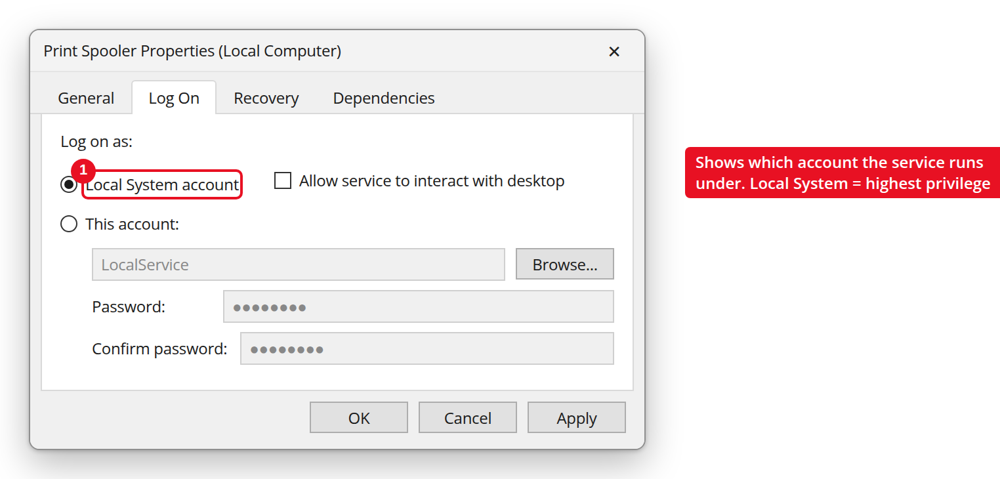 Print Spooler Properties (Local Computer)
General Log On Recovery Dependencies
Log on as:
1
Local System account Allow service to interact with desktop
This account:
LocalService Browse...
Password: ●●●●●●●●
Confirm password: ●●●●●●●●
OK Cancel Apply
Shows which account the service runs
under. Local System = highest privilege